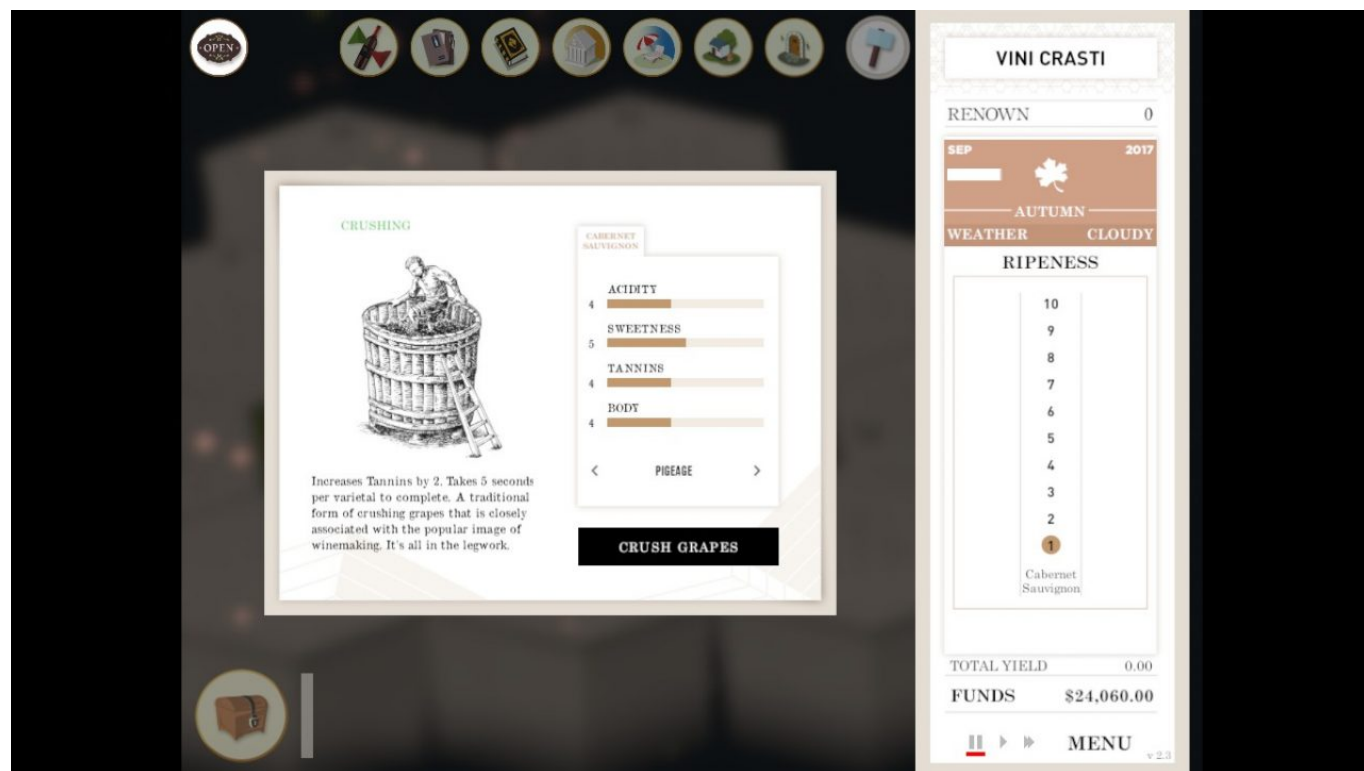 OPEN
CRUSHING
Increases Tannins by 2. Takes 5 seconds
per varietal to complete. A traditional
form of crushing grapes that is closely
associated with the popular image of
winemaking. It's all in the legwork.
CABERNET
SAUVIGNON
ACIDITY
4
SWEETNESS
5
TANNINS
4
BODY
4
< PIGEAGE >
CRUSH GRAPES
VINI CRASTI
RENOWN 0
SEP 2017
AUTUMN
WEATHER CLOUDY
RIPENESS
10
9
8
7
6
5
4
3
2
1
Cabernet
Sauvignon
TOTAL YIELD 0.00
FUNDS $24,060.00
MENU
v 2.3